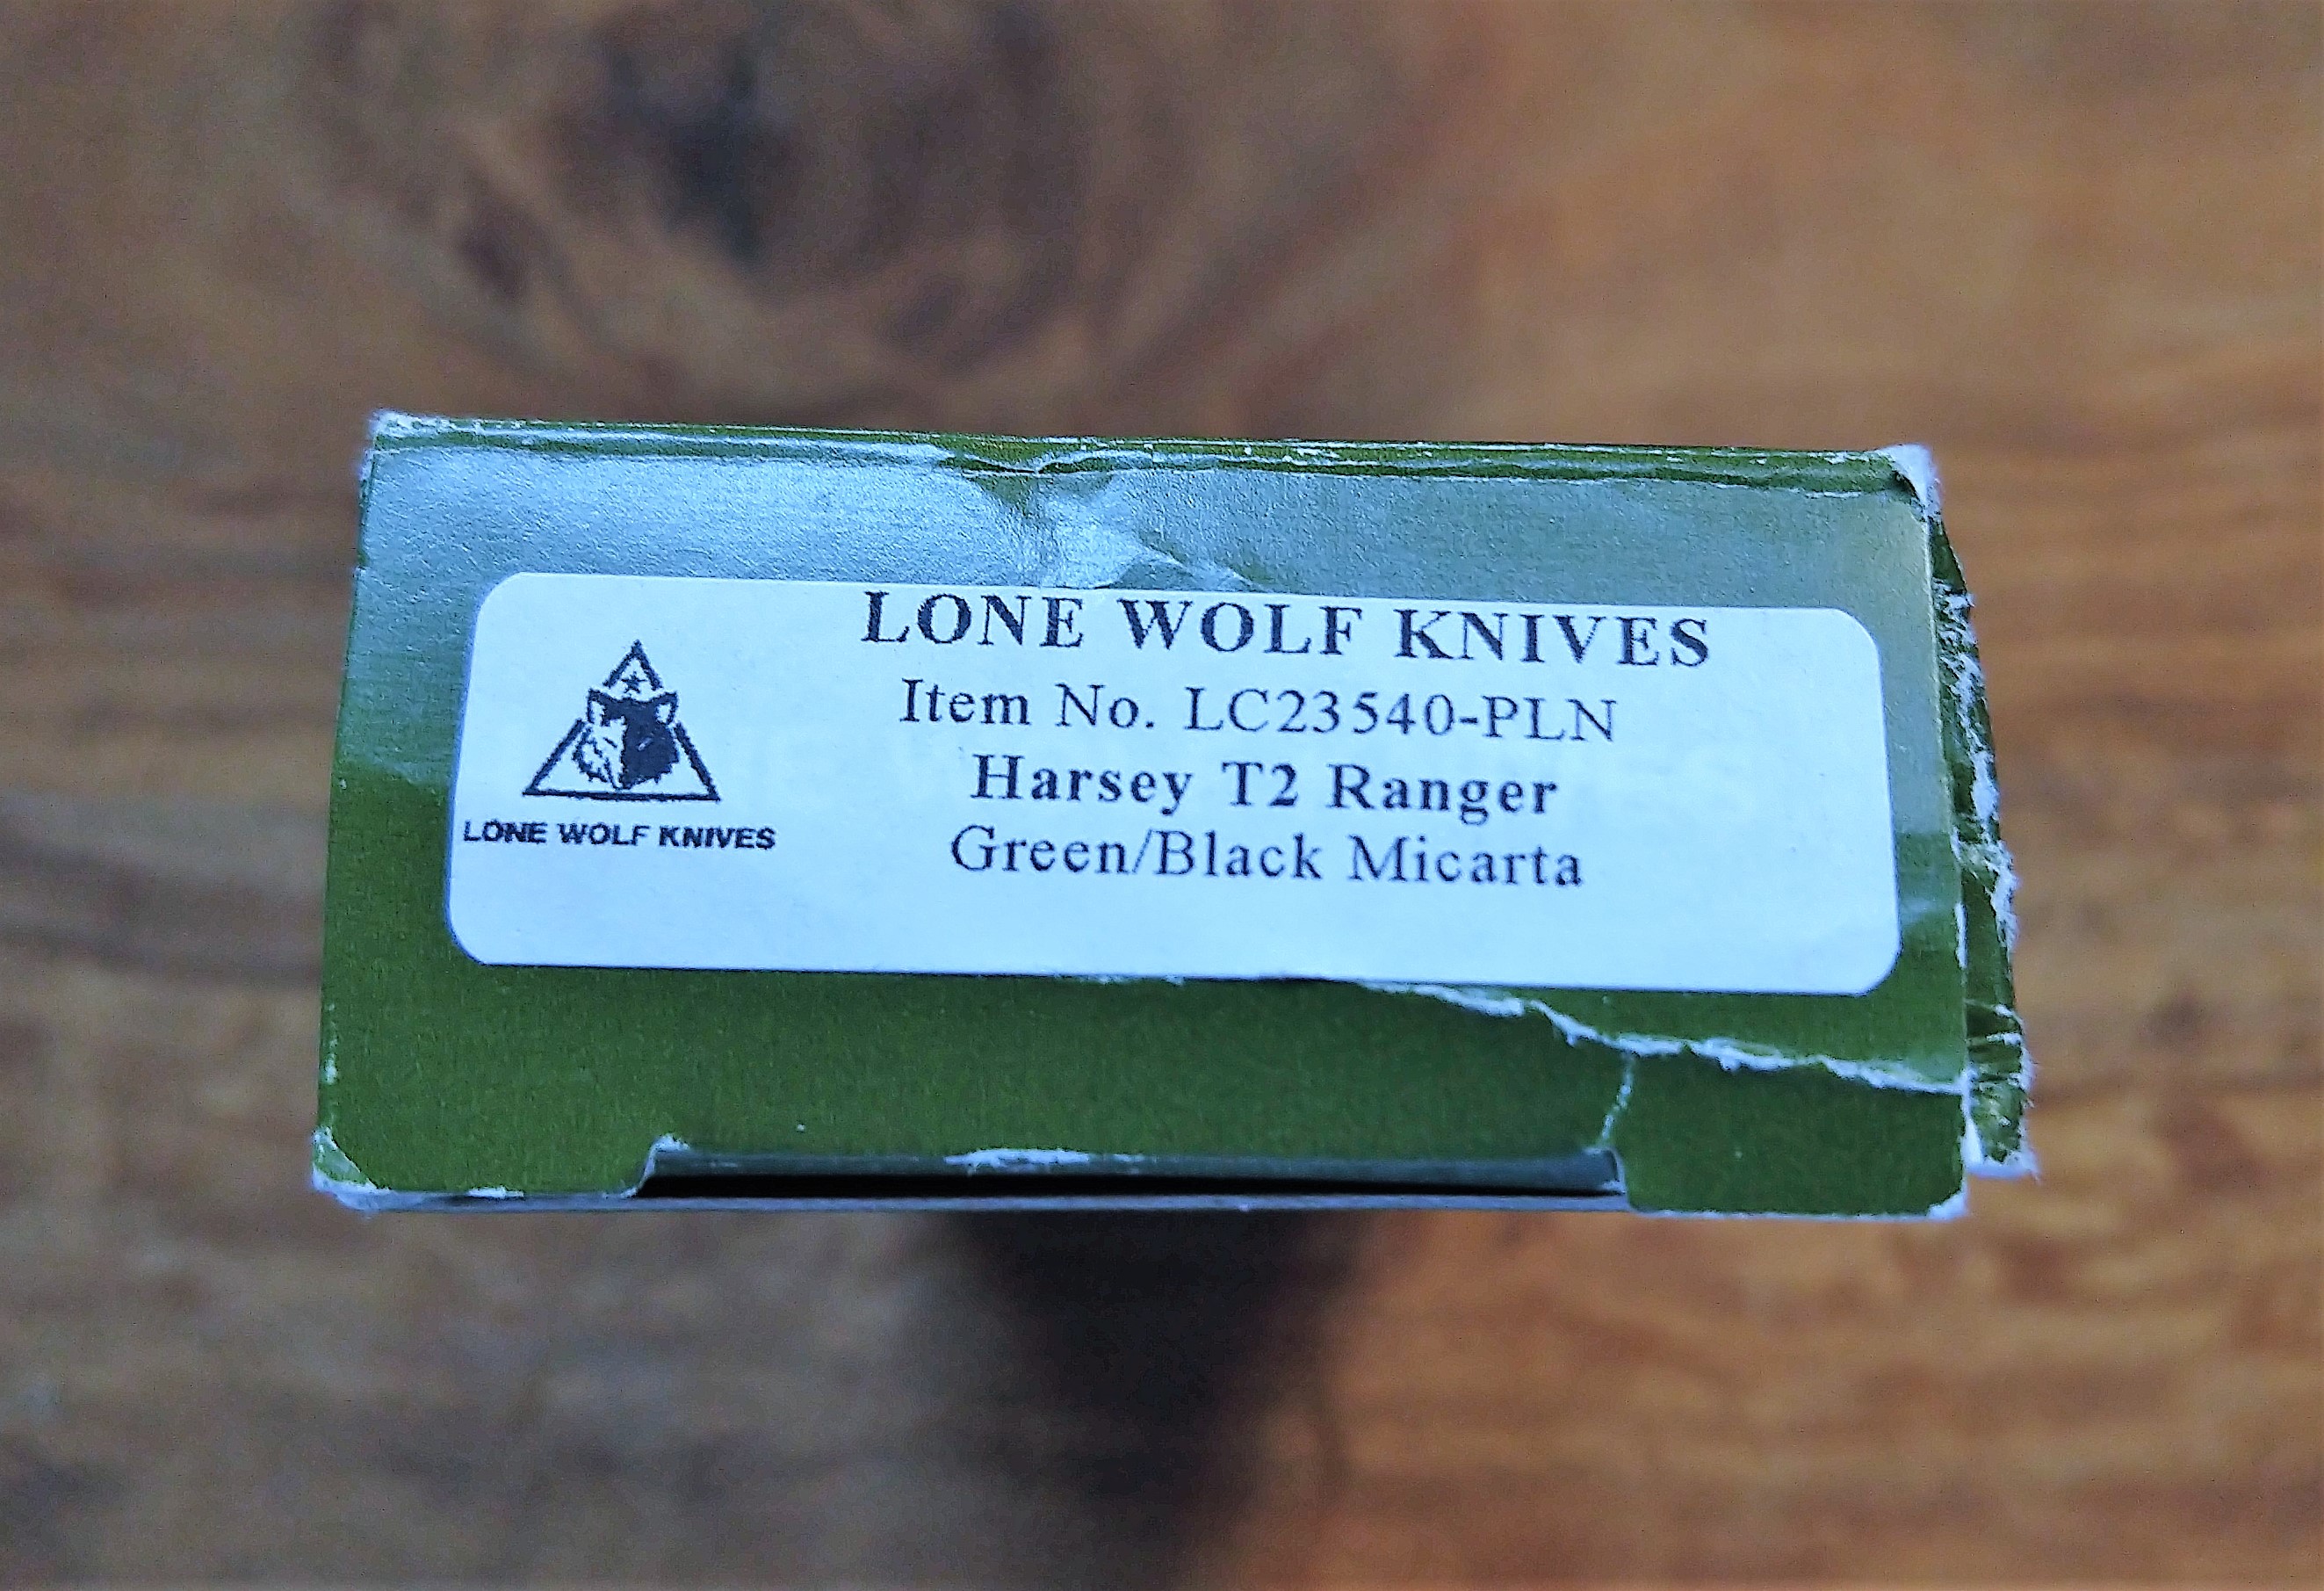 LONE WOLF KNIVES
Item No. LC23540-PLN
Harsey T2 Ranger
Green/Black Micarta
LONE WOLF KNIVES